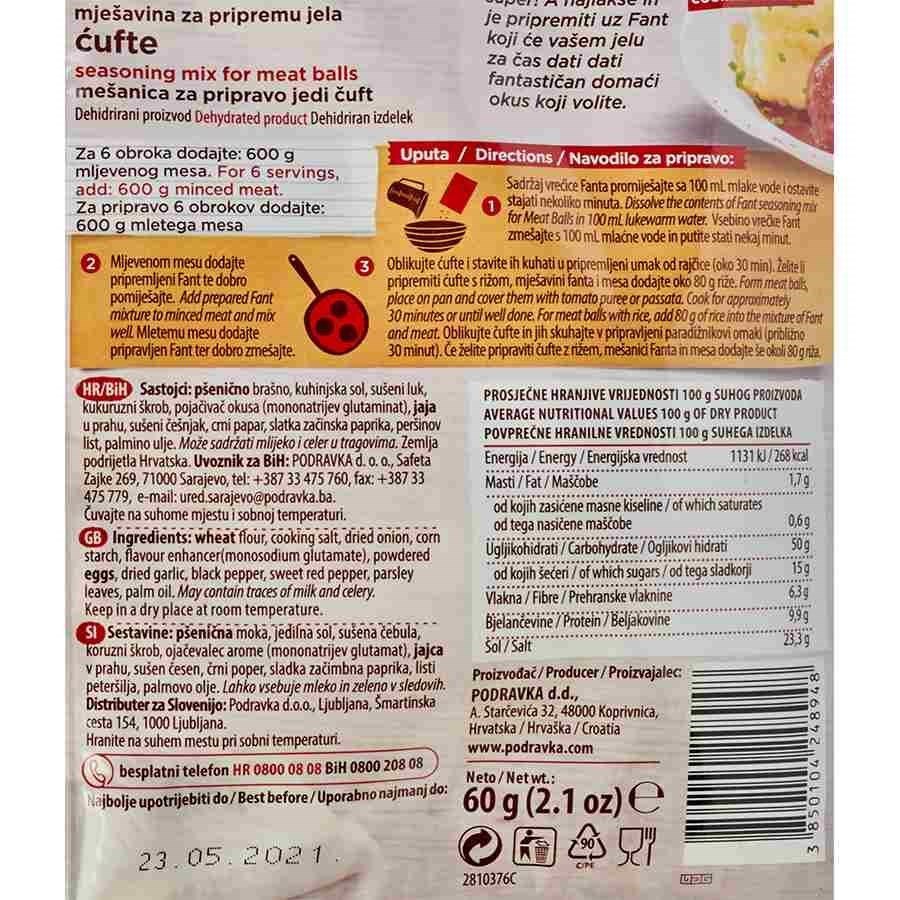 mješavina za pripremu jela
ćufte
seasoning mix for meat balls
mešanica za pripravo jedi čuft
Dehidrirani proizvod Dehydrated product Dehidriran izdelek
je pripremiti uz Fant
koji će vašem jelu
za čas dati dati
fantastičan domaći
okus koji volite.
Za 6 obroka dodajte: 600 g
mljevenog mesa. For 6 servings,
add: 600 g minced meat.
Za pripravo 6 obrokov dodajte:
600 g mletega mesa
Uputa / Directions / Navodilo za pripravo:
1 Sadržaj vrećice Fanta promiješajte sa 100 mL mlake vode i ostavite
stajati nekoliko minuta. Dissolve the contents of Fant seasoning mix
for Meat Balls in 100 mL lukewarm water. Vsebino vrečke Fant
zmešajte s 100 mL mlačne vode in pustite stati nekaj minut.
2 Mljevenom mesu dodajte
pripremljeni Fant te dobro
pomiješajte. Add prepared Fant
mixture to minced meat and mix
well. Mletemu mesu dodajte
pripravljen Fant ter dobro zmešajte.
3 Oblikujte ćufte i stavite ih kuhati u pripremljeni umak od rajčice (oko 30 min). Želite li
pripremiti ćufte s rižom, mješavini fanta i mesa dodajte oko 80 g riže. Form meat balls,
place on pan and cover them with tomato puree or passata. Cook for approximately
30 minutes or until well done. For meat balls with rice, add 80 g of rice into the mixture of Fant
and meat. Oblikujte čufte in jih skuhajte v pripravljeni paradižnikovi omaki (približno
30 minut). Če želite pripraviti čufte z rižem, mešanici Fanta in mesa dodajte še okoli 80 g riža.
HR/BiH Sastojci: pšenično brašno, kuhinjska sol, sušeni luk,
kukuruzni škrob, pojačivač okusa (mononatrijev glutaminat), jaja
u prahu, sušeni češnjak, crni papar, slatka začinska paprika, peršinov
list, palmino ulje. Može sadržati mlijeko i celer u tragovima. Zemlja
podrijetla Hrvatska. Uvoznik za BiH: PODRAVKA d. o. o., Safeta
Zajke 269, 71000 Sarajevo, tel: +387 33 475 760, fax: +387 33
475 779, e-mail: ured.sarajevo@podravka.ba.
Čuvajte na suhome mjestu i sobnoj temperaturi.
GB Ingredients: wheat flour, cooking salt, dried onion, corn
starch, flavour enhancer(monosodium glutamate), powdered
eggs, dried garlic, black pepper, sweet red pepper, parsley
leaves, palm oil. May contain traces of milk and celery.
Keep in a dry place at room temperature.
SI Sestavine: pšenična moka, jedilna sol, sušena čebula,
koruzni škrob, ojačevalec arome (mononatrijev glutamat), jajca
v prahu, sušen česen, črni poper, sladka začimbna paprika, listi
peteršilja, palmovo olje. Lahko vsebuje mleko in zeleno v sledovih.
Distributer za Slovenijo: Podravka d.o.o., Ljubljana, Šmartinska
cesta 154, 1000 Ljubljana.
Hranite na suhem mestu pri sobni temperaturi.
besplatni telefon HR 0800 08 08 BiH 0800 208 08
Najbolje upotrijebiti do / Best before / Uporabno najmanj do:
23.05.2021.
PROSJEČNE HRANJIVE VRIJEDNOSTI 100 g SUHOG PROIZVODA
AVERAGE NUTRITIONAL VALUES 100 g OF DRY PRODUCT
POVPREČNE HRANILNE VREDNOSTI 100 g SUHEGA IZDELKA
Energija / Energy / Energijska vrednost 1131 kJ / 268 kcal
Masti / Fat / Maščobe 1,7 g
od kojih zasićene masne kiseline / of which saturates
od tega nasičene maščobe 0,6 g
Ugljikohidrati / Carbohydrate / Ogljikovi hidrati 50 g
od kojih šećeri / of which sugars / od tega sladkorji 15 g
Vlakna / Fibre / Prehranske vlaknine 6,3 g
Bjelančevine / Protein / Beljakovine 9,9 g
Sol / Salt 23,3 g
Proizvođač / Producer / Proizvajalec:
PODRAVKA d.d.,
A. Starčevića 32, 48000 Koprivnica,
Hrvatska / Hrvaška / Croatia
www.podravka.com
Neto / Net wt.:
60 g (2.1 oz) e
90
C/PE
2810376C
3 850104 248948